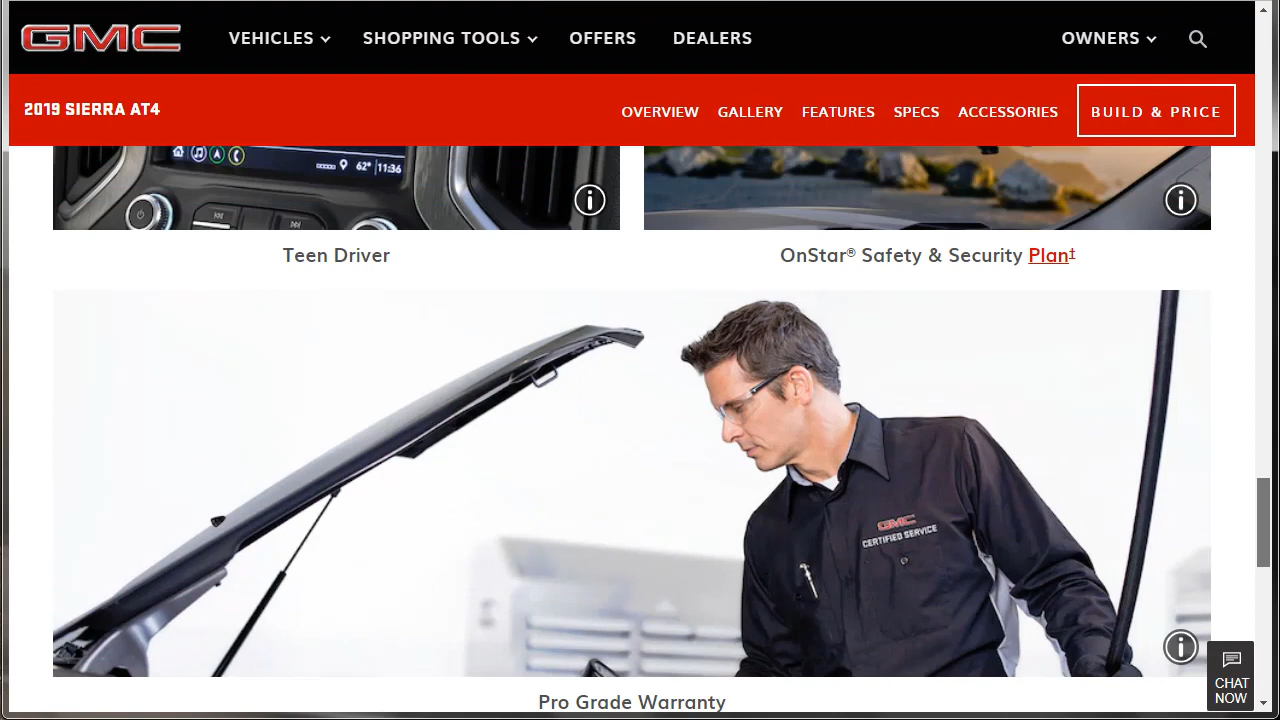 GMC
VEHICLES
SHOPPING TOOLS
OFFERS
DEALERS
OWNERS
2019 SIERRA AT4
OVERVIEW
GALLERY
FEATURES
SPECS
ACCESSORIES
BUILD & PRICE
62° 11:36
Teen Driver
OnStar® Safety & Security Plan‡
GMC
CERTIFIED SERVICE
Pro Grade Warranty
CHAT
NOW